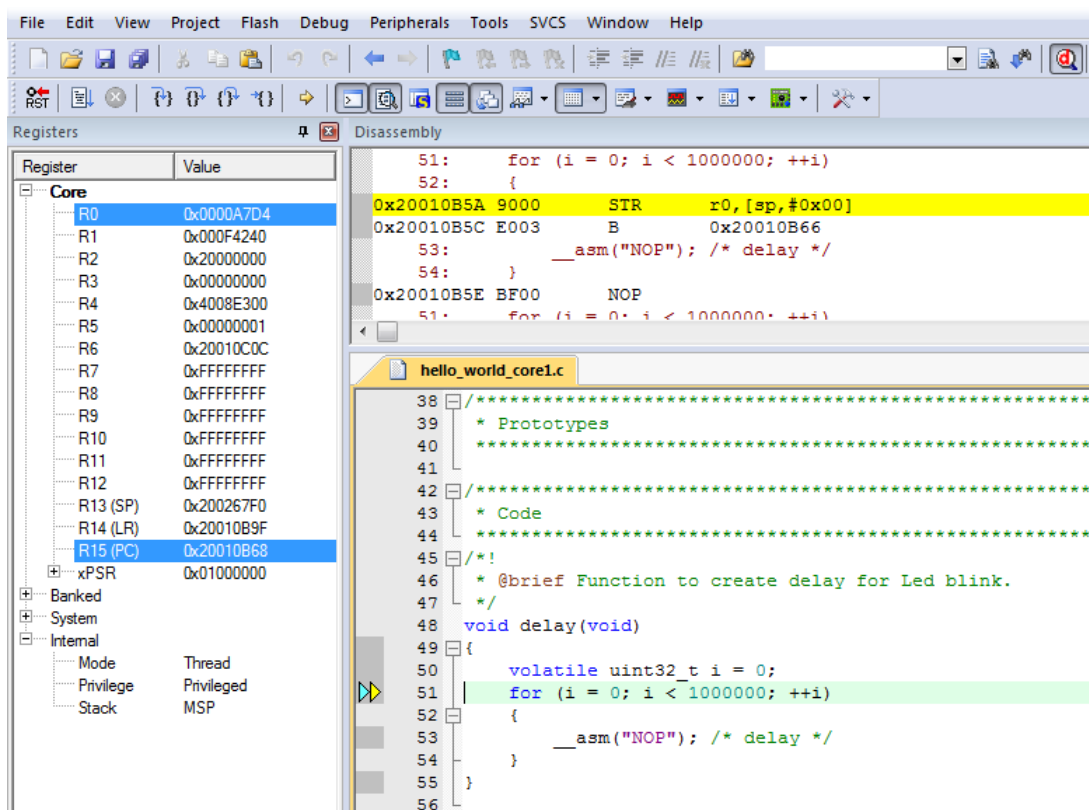 File Edit View Project Flash Debug Peripherals Tools SVCS Window Help
RST
Registers
Register Value
Core
R0 0x0000A7D4
R1 0x000F4240
R2 0x20000000
R3 0x00000000
R4 0x4008E300
R5 0x00000001
R6 0x20010C0C
R7 0xFFFFFFFF
R8 0xFFFFFFFF
R9 0xFFFFFFFF
R10 0xFFFFFFFF
R11 0xFFFFFFFF
R12 0xFFFFFFFF
R13 (SP) 0x200267F0
R14 (LR) 0x20010B9F
R15 (PC) 0x20010B68
xPSR 0x01000000
Banked
System
Internal
Mode Thread
Privilege Privileged
Stack MSP
Disassembly
51: for (i = 0; i < 1000000; ++i)
52: {
0x20010B5A 9000 STR r0,[sp,#0x00]
0x20010B5C E003 B 0x20010B66
53: __asm("NOP"); /* delay */
54: }
0x20010B5E BF00 NOP
51: for (i = 0; i < 1000000; ++i)
hello_world_core1.c
38 /*******************************************************
39 * Prototypes
40 *******************************************************
41
42 /*******************************************************
43 * Code
44 *******************************************************
45 /*!
46 * @brief Function to create delay for Led blink.
47 */
48 void delay(void)
49 {
50 volatile uint32_t i = 0;
51 for (i = 0; i < 1000000; ++i)
52 {
53 __asm("NOP"); /* delay */
54 }
55 }
56